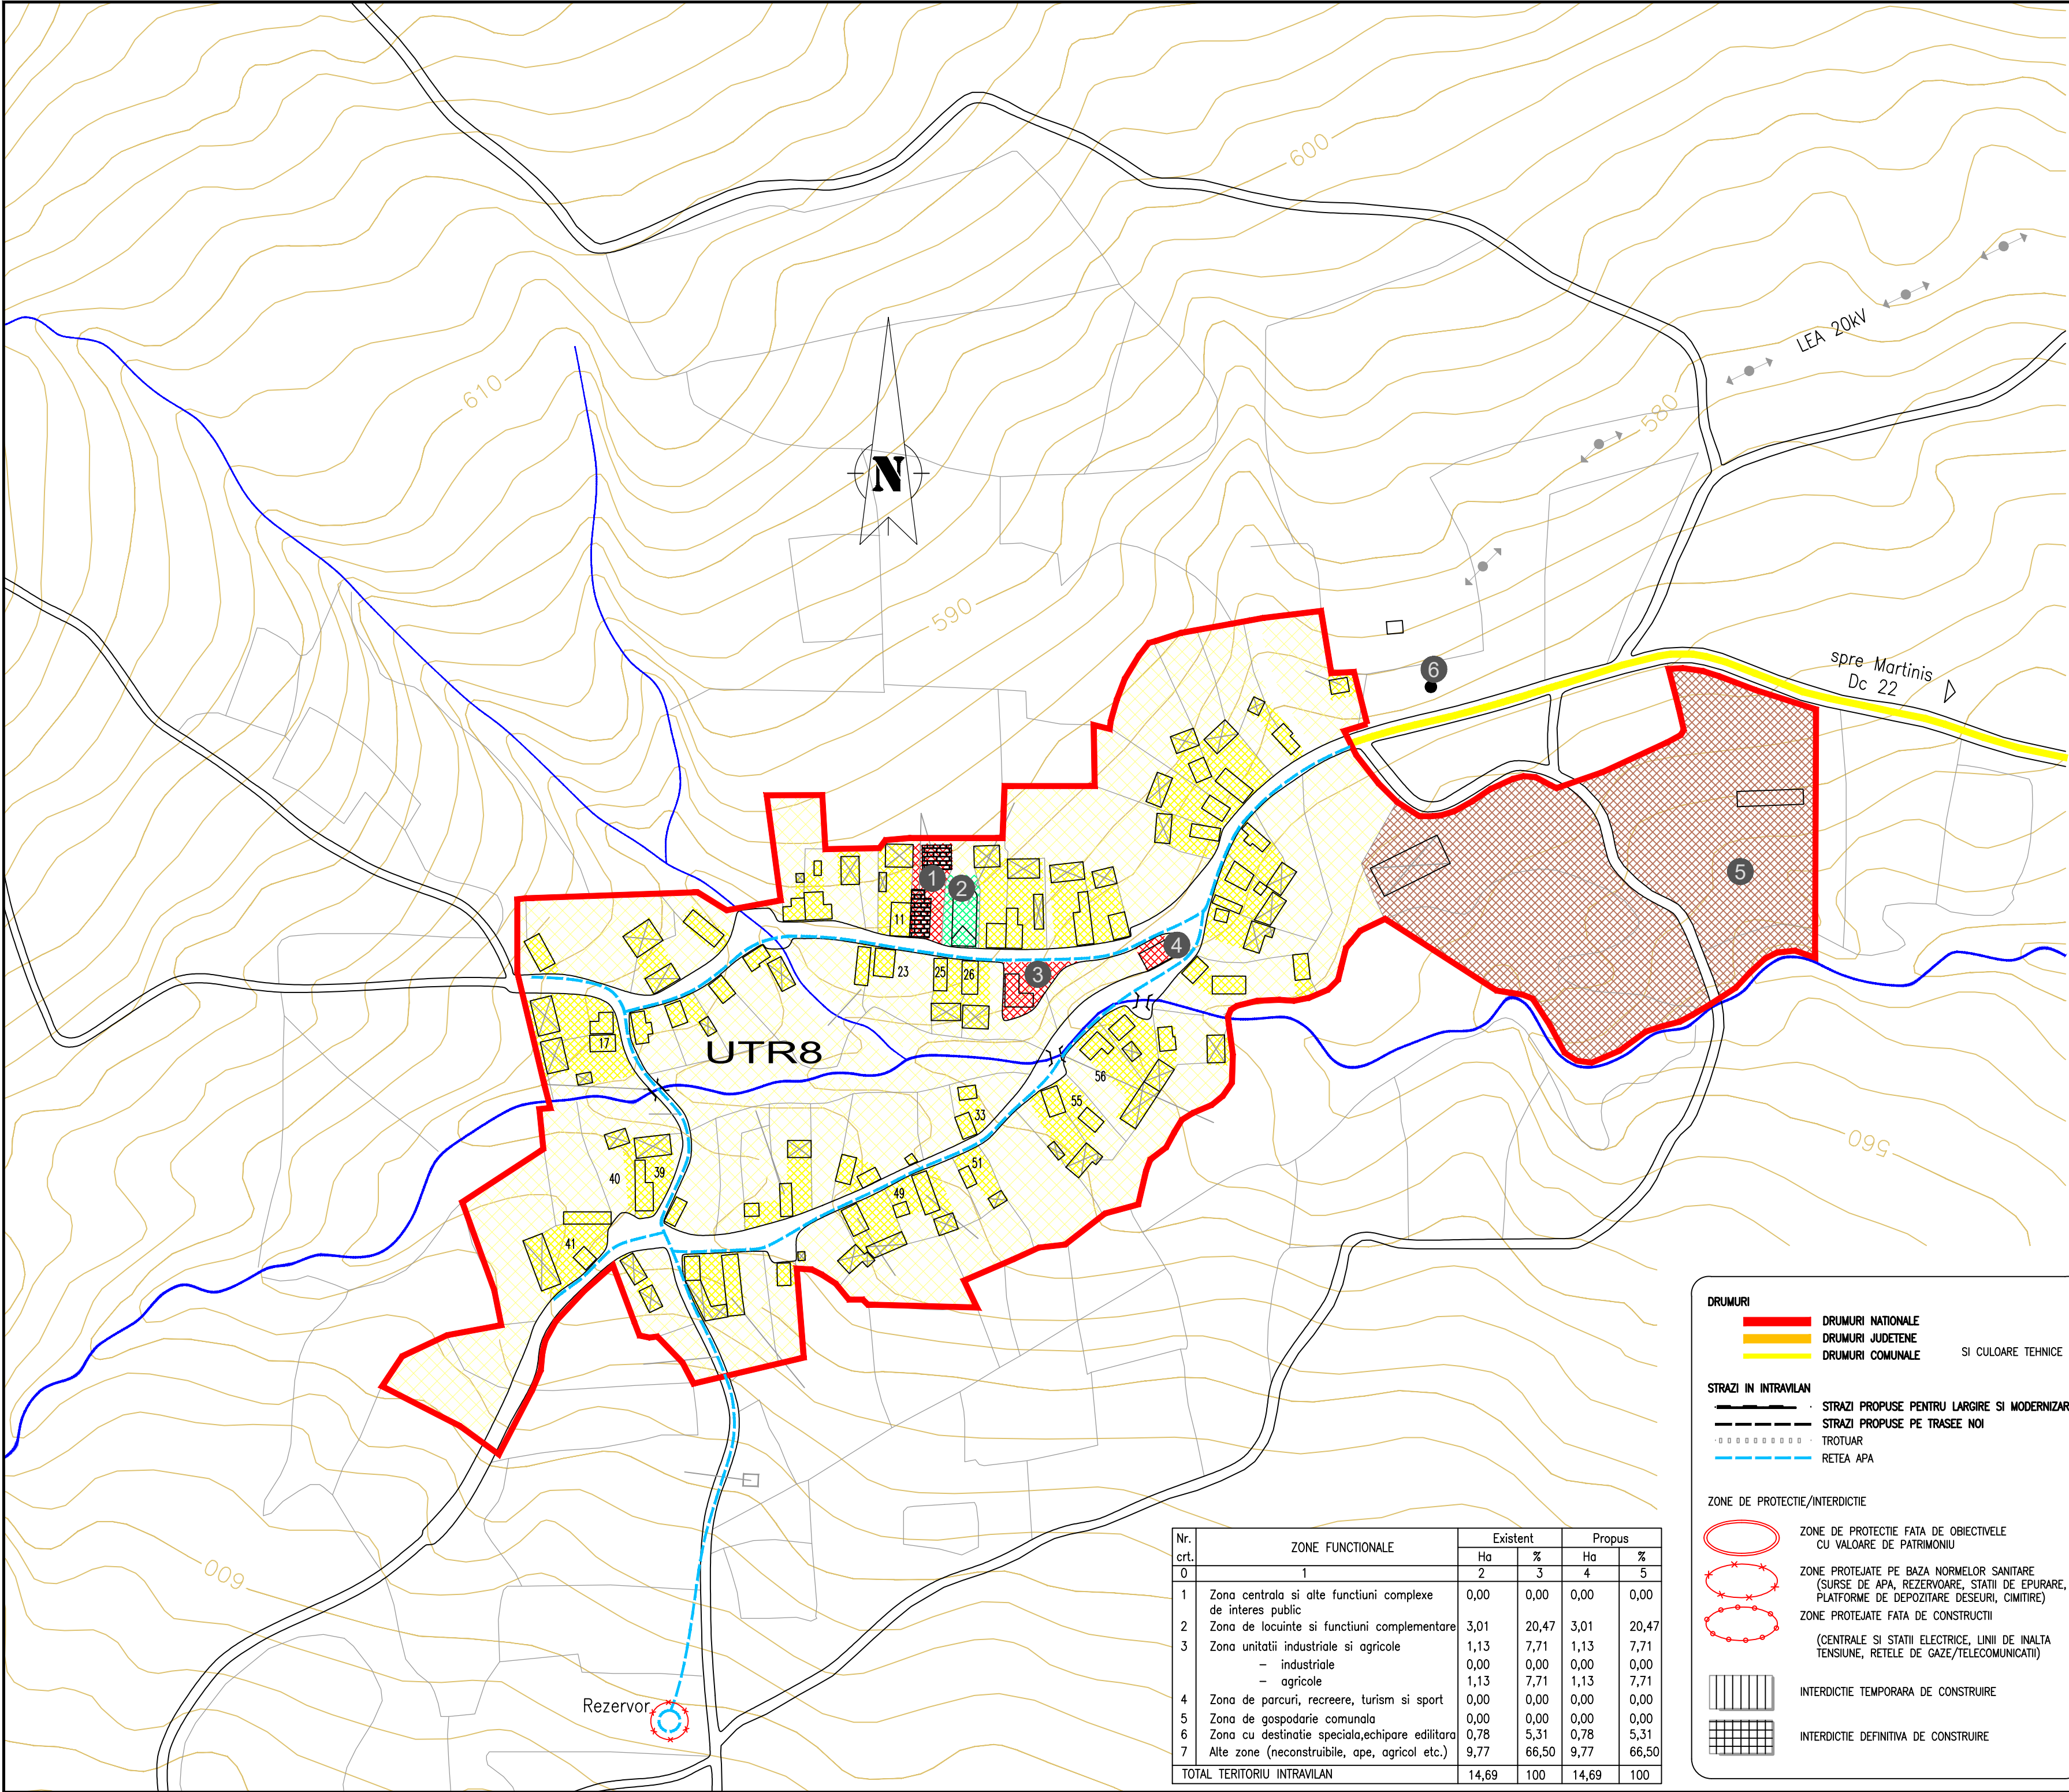 600
LEA 20kV
610
580
N
590
6
spre Martinis
Dc 22
1
2
5
11
4
3
23
25
26
17
UTR8
56
55
33
560
40
39
51
49
41
600
Rezervor
DRUMURI
DRUMURI NATIONALE
DRUMURI JUDETENE
DRUMURI COMUNALE SI CULOARE TEHNICE
STRAZI IN INTRAVILAN
STRAZI PROPUSE PENTRU LARGIRE SI MODERNIZAR
STRAZI PROPUSE PE TRASEE NOI
TROTUAR
RETEA APA
ZONE DE PROTECTIE/INTERDICTIE
ZONE DE PROTECTIE FATA DE OBIECTIVELE
CU VALOARE DE PATRIMONIU
ZONE PROTEJATE PE BAZA NORMELOR SANITARE
(SURSE DE APA, REZERVOARE, STATII DE EPURARE,
PLATFORME DE DEPOZITARE DESEURI, CIMITIRE)
ZONE PROTEJATE FATA DE CONSTRUCTII
(CENTRALE SI STATII ELECTRICE, LINII DE INALTA
TENSIUNE, RETELE DE GAZE/TELECOMUNICATII)
INTERDICTIE TEMPORARA DE CONSTRUIRE
INTERDICTIE DEFINITIVA DE CONSTRUIRE
Nr. crt. ZONE FUNCTIONALE Existent Propus
Ha % Ha %
0 1 2 3 4 5
1 Zona centrala si alte functiuni complexe 0,00 0,00 0,00 0,00
de interes public
2 Zona de locuinte si functiuni complementare 3,01 20,47 3,01 20,47
3 Zona unitatii industriale si agricole 1,13 7,71 1,13 7,71
– industriale 0,00 0,00 0,00 0,00
– agricole 1,13 7,71 1,13 7,71
4 Zona de parcuri, recreere, turism si sport 0,00 0,00 0,00 0,00
5 Zona de gospodarie comunala 0,00 0,00 0,00 0,00
6 Zona cu destinatie speciala,echipare edilitara 0,78 5,31 0,78 5,31
7 Alte zone (neconstruibile, ape, agricol etc.) 9,77 66,50 9,77 66,50
TOTAL TERITORIU INTRAVILAN 14,69 100 14,69 100